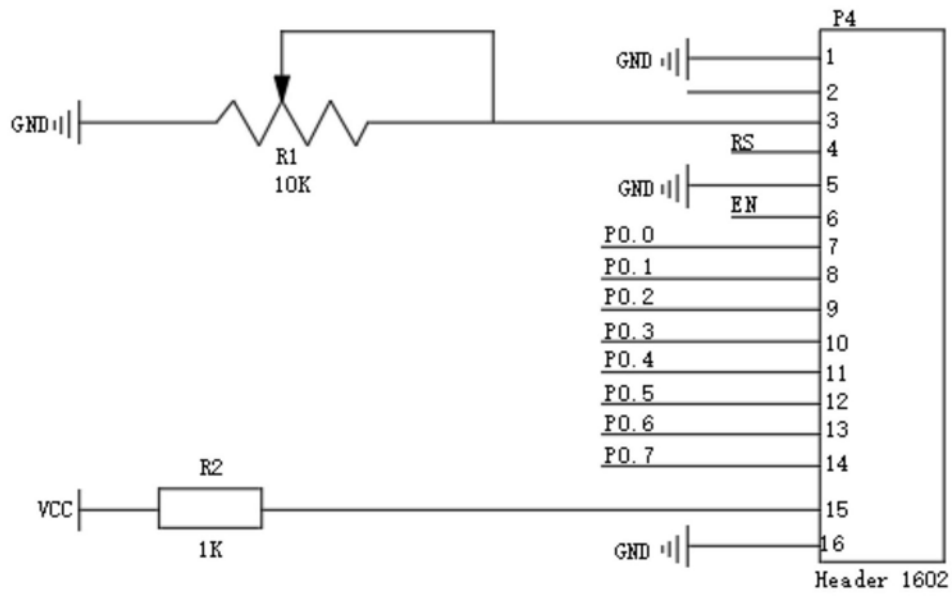 P4
GND
1
2
GND
3
R1
10K
RS
4
GND
5
EN
6
P0.0
7
P0.1
8
P0.2
9
P0.3
10
P0.4
11
P0.5
12
P0.6
13
P0.7
14
R2
VCC
15
1K
GND
16
Header 1602